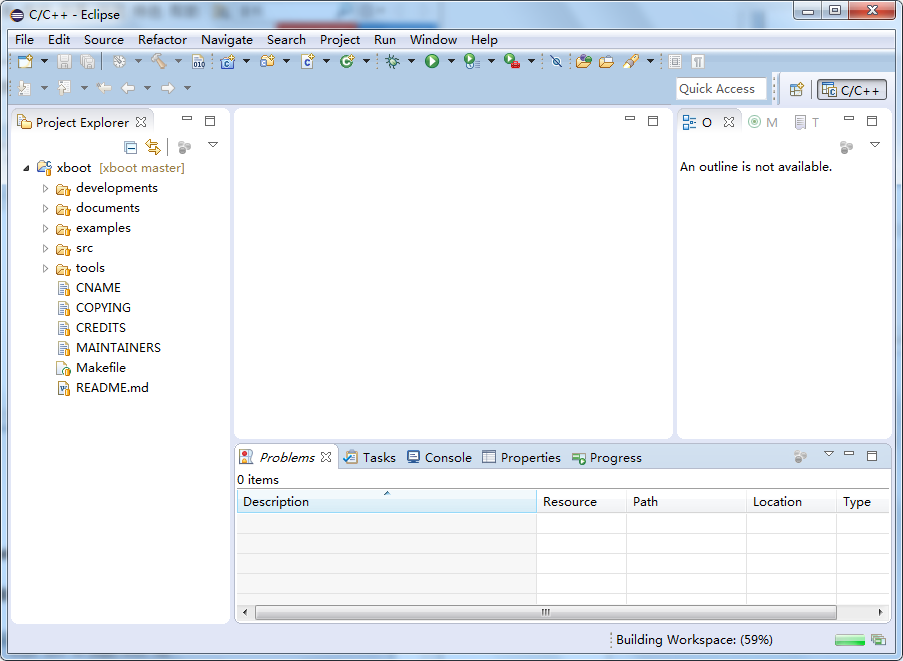 C/C++ - Eclipse
File Edit Source Refactor Navigate Search Project Run Window Help
010
Quick Access
C/C++
Project Explorer
O M T
xboot [xboot master]
An outline is not available.
developments
documents
examples
src
tools
CNAME
COPYING
CREDITS
MAINTAINERS
Makefile
README.md
Problems Tasks Console Properties Progress
0 items
Description Resource Path Location Type
Building Workspace: (59%)